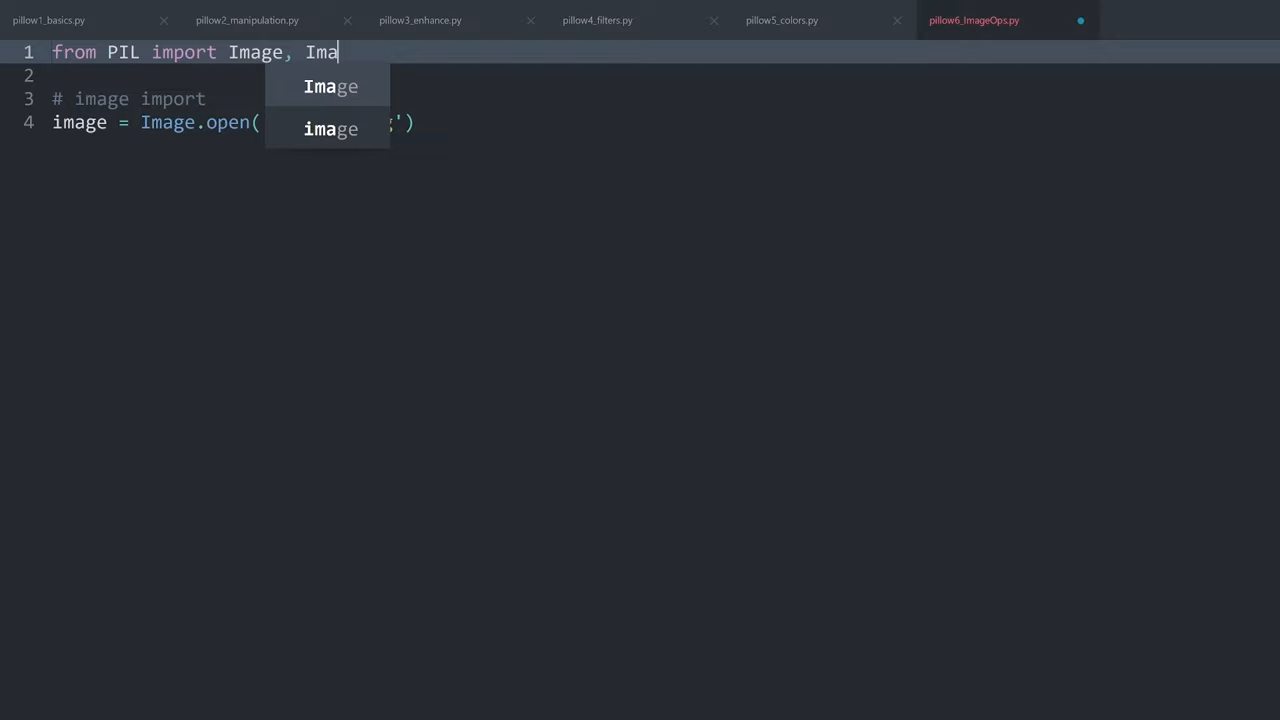 pillow1_basics.py pillow2_manipulation.py pillow3_enhance.py pillow4_filters.py pillow5_colors.py pillow6_ImageOps.py
1 from PIL import Image, Ima
2
Image
3 # image import
4 image = Image.open( ')
image